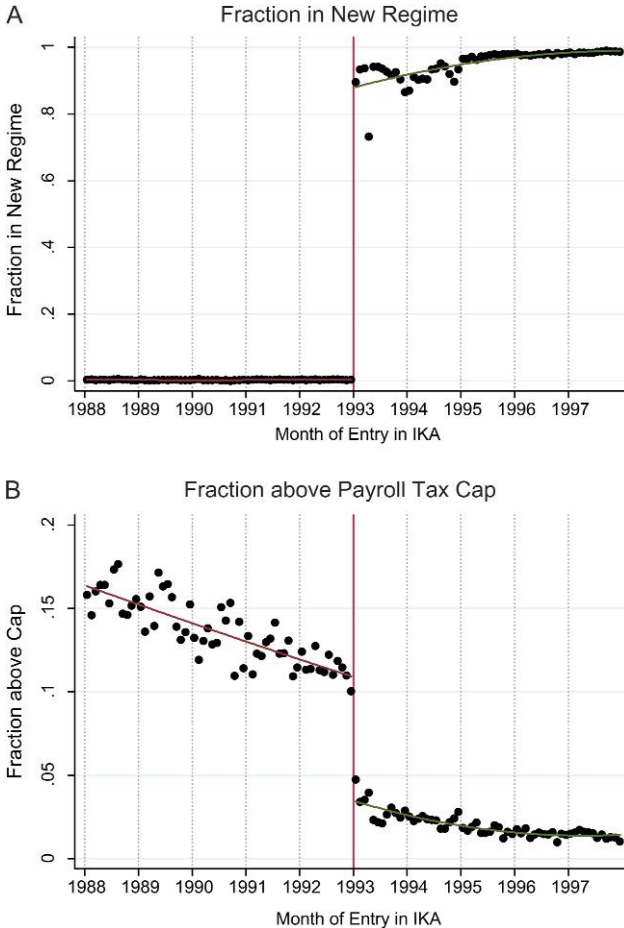 A
Fraction in New Regime
Fraction in New Regime
1
.8
.6
.4
.2
0
1988 1989 1990 1991 1992 1993 1994 1995 1996 1997
Month of Entry in IKA
B
Fraction above Payroll Tax Cap
Fraction above Cap
.2
.15
.1
.05
0
1988 1989 1990 1991 1992 1993 1994 1995 1996 1997
Month of Entry in IKA